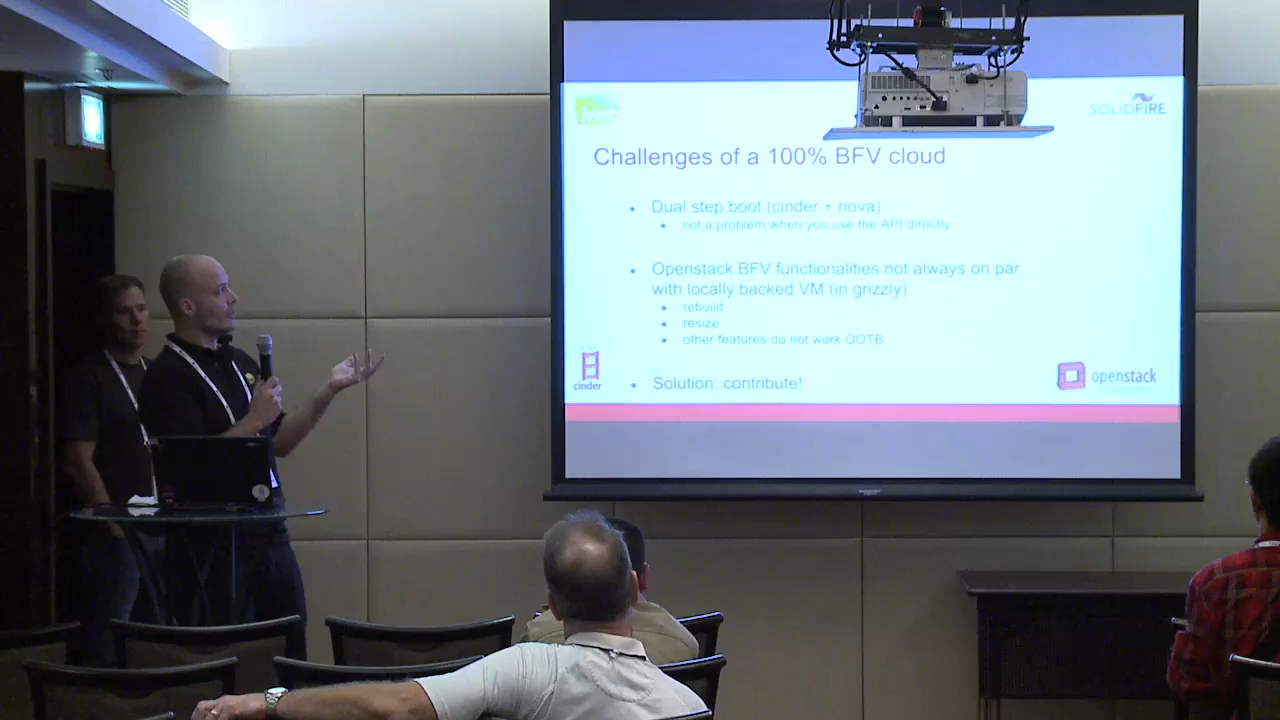 SOLIDFIRE
Challenges of a 100% BFV cloud
Dual step boot (cinder + nova)
not a problem when you use the API directly
Openstack BFV functionalities not always on par
with locally backed VM (in grizzly)
rebuild
resize
other features do not work OOTB
Solution: contribute!
cinder
openstack